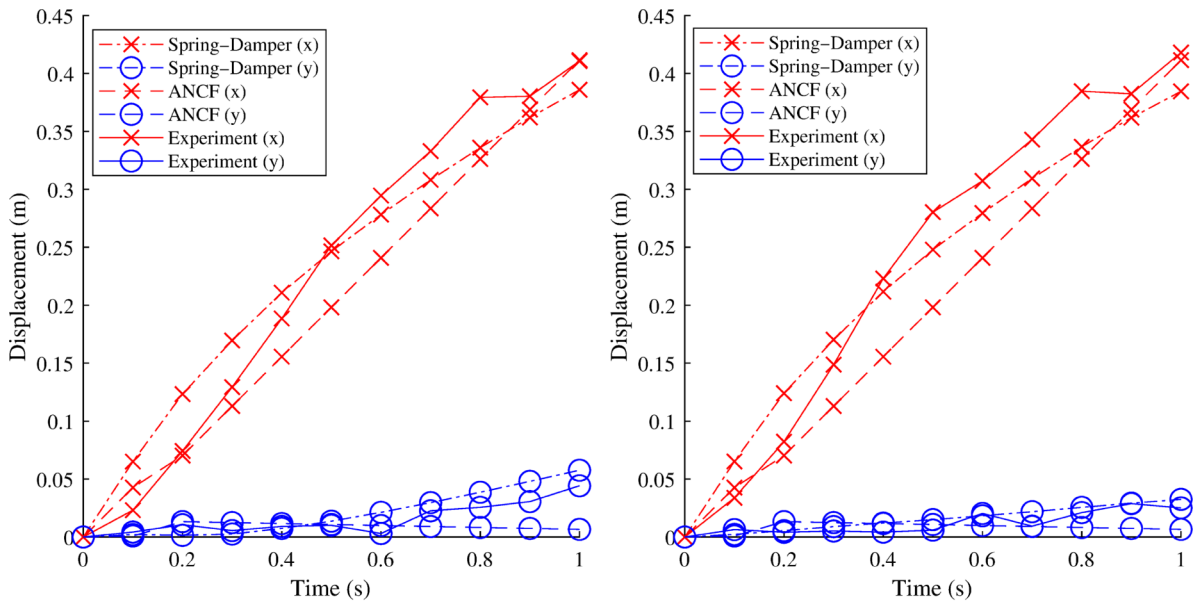 0.45
0.4
0.35
0.3
0.25
0.2
0.15
0.1
0.05
0
Displacement (m)
Spring–Damper (x)
Spring–Damper (y)
ANCF (x)
ANCF (y)
Experiment (x)
Experiment (y)
0 0.2 0.4 0.6 0.8 1
Time (s)
0.45
0.4
0.35
0.3
0.25
0.2
0.15
0.1
0.05
0
Displacement (m)
Spring–Damper (x)
Spring–Damper (y)
ANCF (x)
ANCF (y)
Experiment (x)
Experiment (y)
0 0.2 0.4 0.6 0.8 1
Time (s)